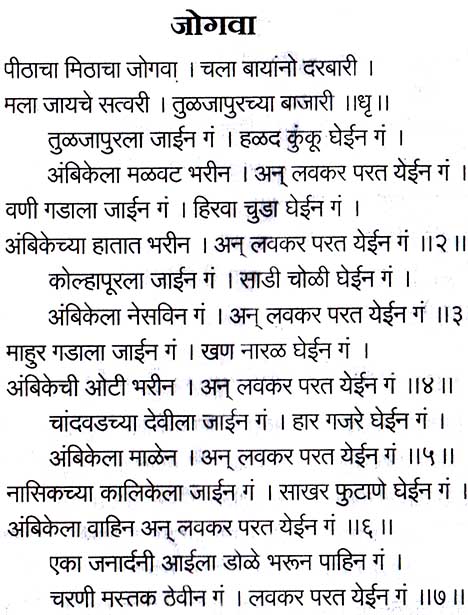 जोगवा
पीठाचा मिठाचा जोगवा । चला बायांनो दरबारी ।
मला जायचे सत्वरी । तुळजापुरच्या बाजारी ॥धृ॥
तुळजापुरला जाईन गं । हळद कुंकू घेईन गं ।
अंबिकेला मळवट भरीन । अन् लवकर परत येईन गं ।
वणी गडाला जाईन गं । हिरवा चुडा घेईन गं ।
अंबिकेच्या हातात भरीन । अन् लवकर परत येईन गं ॥२॥
कोल्हापूरला जाईन गं । साडी चोळी घेईन गं ।
अंबिकेला नेसविन गं । अन् लवकर परत येईन गं ॥३
माहुर गडाला जाईन गं । खण नारळ घेईन गं ।
अंबिकेची ओटी भरीन । अन् लवकर परत येईन गं ॥४॥
चांदवडच्या देवीला जाईन गं । हार गजरे घेईन गं ।
अंबिकेला माळेन । अन् लवकर परत येईन गं ॥५॥
नासिकच्या कालिकेला जाईन गं । साखर फुटाणे घेईन गं ।
अंबिकेला वाहिन अन् लवकर परत येईन गं ॥६॥
एका जनार्दनी आईला डोळे भरून पाहिन गं ।
चरणी मस्तक ठेवीन गं । लवकर परत येईन गं ॥७॥